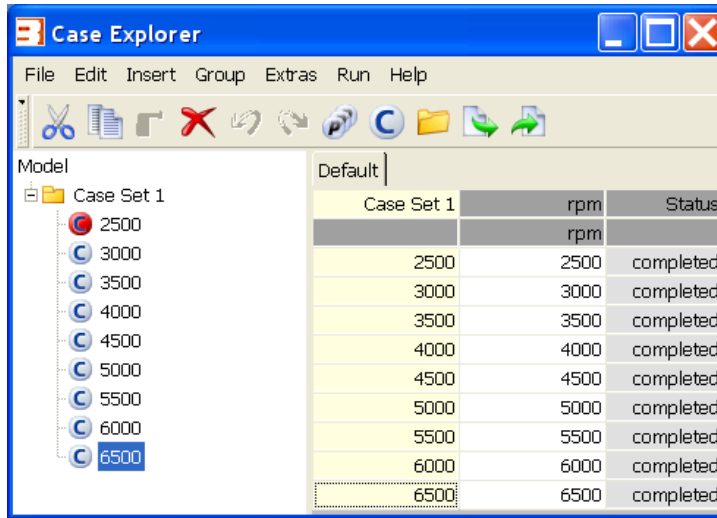 Case Explorer
File Edit Insert Group Extras Run Help
Model
Case Set 1
2500
3000
3500
4000
4500
5000
5500
6000
6500
Default
Case Set 1 rpm Status
rpm
2500 2500 completed
3000 3000 completed
3500 3500 completed
4000 4000 completed
4500 4500 completed
5000 5000 completed
5500 5500 completed
6000 6000 completed
6500 6500 completed